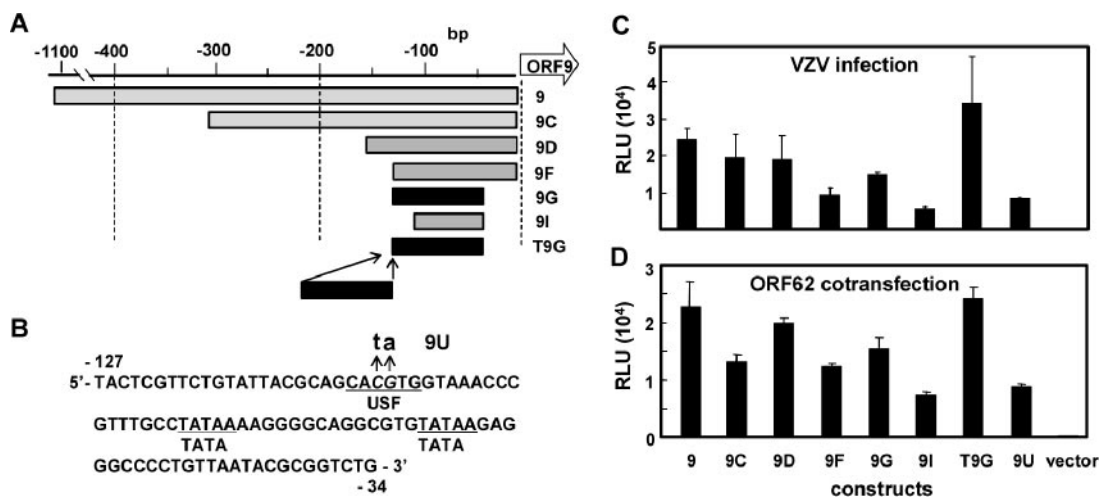 A
bp
-1100 -400 -300 -200 -100
ORF9
9
9C
9D
9F
9G
9I
T9G
B
ta 9U
- 127
5'- TACTCGTTCTGTATTACGCAGCACGTGGTAAACCC
USF
GTTTGCCTATAAAAGGGGCAGGCGTGTATAAGAG
TATA TATA
GGCCCCTGTTAATACGCGGTCTG - 3'
- 34
C
VZV infection
RLU (10⁴)
5
4
3
2
1
D
ORF62 cotransfection
RLU (10⁴)
3
2
1
0
9 9C 9D 9F 9G 9I T9G 9U vector
constructs